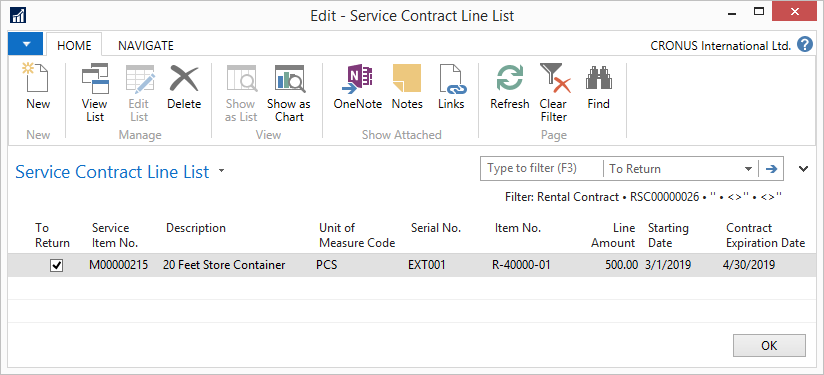 Edit - Service Contract Line List
HOME NAVIGATE CRONUS International Ltd. ?
New View List Edit List Delete Show as List Show as Chart OneNote Notes Links Refresh Clear Filter Find
New Manage View Show Attached Page
Service Contract Line List Type to filter (F3) To Return
Filter: Rental Contract • RSC00000026 • '' • <>'' • <>''
To Return Service Item No. Description Unit of Measure Code Serial No. Item No. Line Amount Starting Date Contract Expiration Date
M00000215 20 Feet Store Container PCS EXT001 R-40000-01 500.00 3/1/2019 4/30/2019
OK